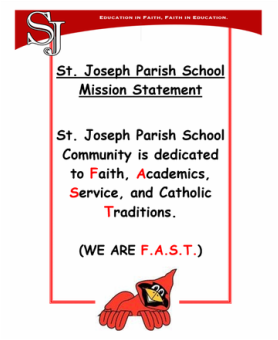 EDUCATION IN FAITH, FAITH IN EDUCATION.
SJ
St. Joseph Parish School
Mission Statement
St. Joseph Parish School
Community is dedicated
to Faith, Academics,
Service, and Catholic
Traditions.
(WE ARE F.A.S.T.)